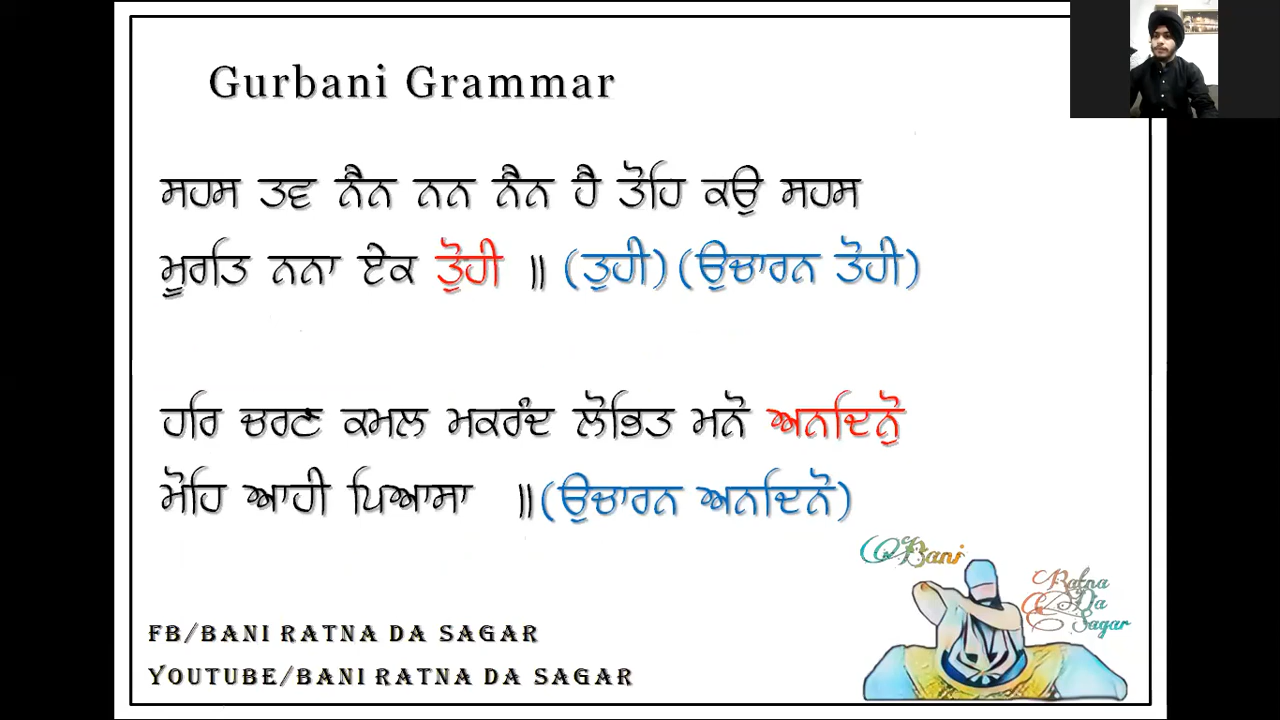 Gurbani Grammar
ਸਹਸ ਤਵ ਨੈਨ ਨਨ ਨੈਨ ਹੈ ਤੋਹਿ ਕਉ ਸਹਸ
ਮੂਰਤਿ ਨਨਾ ਏਕ ਤੋੁਹੀ ॥ (ਤੁਹੀ) (ਉਚਾਰਨ ਤੋਹੀ)
ਹਰਿ ਚਰਣ ਕਮਲ ਮਕਰੰਦ ਲੋਭਿਤ ਮਨੋ ਅਨਦਿਨੋੁ
ਮੋਹਿ ਆਹੀ ਪਿਆਸਾ ॥(ਉਚਾਰਨ ਅਨਦਿਨੋ)
Bani
Ratna
Da
Sagar
FB/BANI RATNA DA SAGAR
YOUTUBE/BANI RATNA DA SAGAR